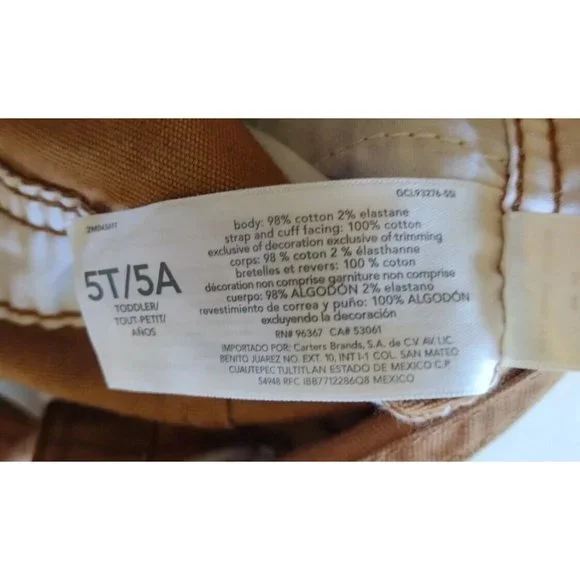 GCL93276-SSI
5T/5A
TODDLER/
TOUT-PETIT/
AÑOS
body: 98% cotton 2% elastane
strap and cuff facing: 100% cotton
exclusive of decoration exclusive of trimming
corps: 98 % coton 2 % élasthanne
bretelles et revers: 100 % coton
décoration non comprise garniture non comprise
cuerpo: 98% ALGODÓN 2% elastano
revestimiento de correa y puño: 100% ALGODÓN
excluyendo la decoración
RN# 96367 CA# 53061
IMPORTADO POR: Carters Brands, S.A. de C.V AV. LIC.
BENITO JUAREZ NO. EXT. 10, INT I-1 COL. SAN MATEO
CUAUTEPEC TULTITLAN ESTADO DE MEXICO C.P
54948 RFC IBB7712286Q8 MEXICO